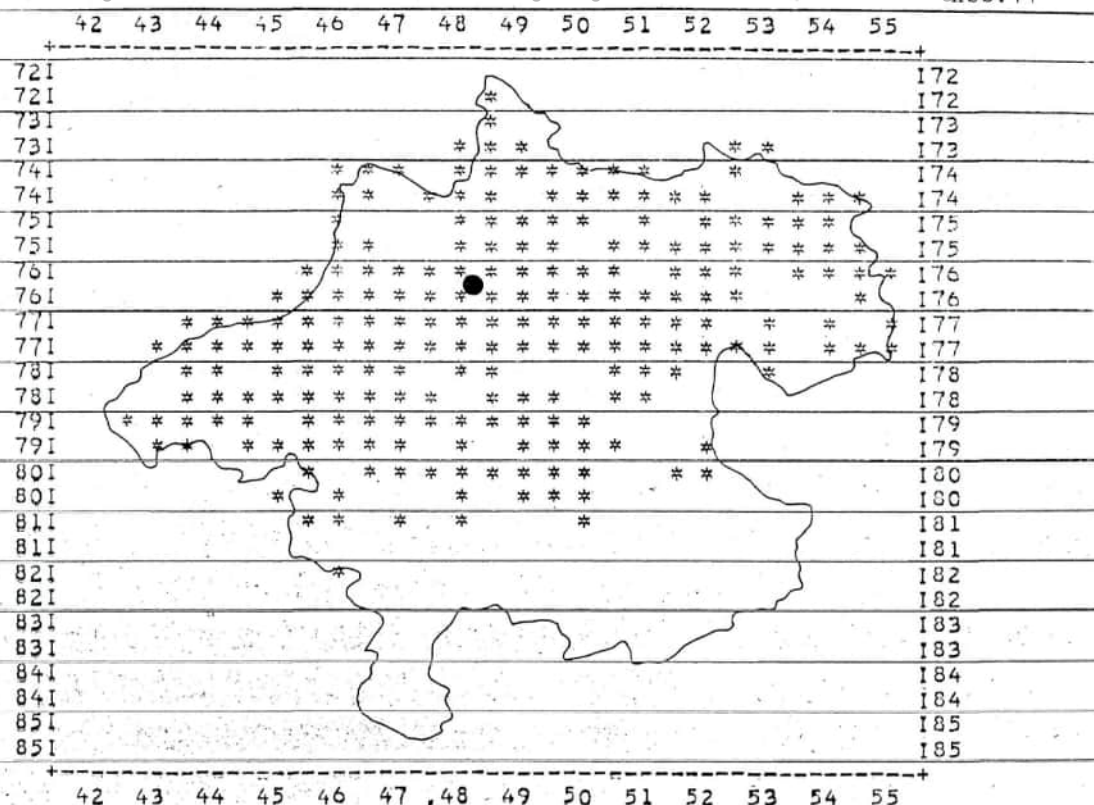 42 43 44 45 46 47 48 49 50 51 52 53 54 55
+---------------------------------------------------------+
72I I72
72I * I72
73I * I73
73I * * * * * I73
74I * * * * * * * * * * * I74
74I * * * * * * * * * * * * * I74
75I * * * * * * * * * * * I75
75I * * * * * * * * * * * * * * I75
76I * * * * * * * * * * * * * * * * * * I76
76I * * * * * * * * * * * * * * * * * I76
77I * * * * * * * * * * * * * * * * * * * * * I77
77I * * * * * * * * * * * * * * * * * * * * * * * * I77
78I * * * * * * * * * * * * I78
78I * * * * * * * * * * * * * * I78
79I * * * * * * * * * * * * * * * * I79
79I * * * * * * * * * * * * * I79
80I * * * * * * * * * * I80
80I * * * * * * I80
81I * * * * * I81
81I I81
82I * I82
82I I82
83I I83
83I I83
84I I84
84I I84
85I I85
85I I85
+---------------------------------------------------------+
42 43 44 45 46 47 48 49 50 51 52 53 54 55